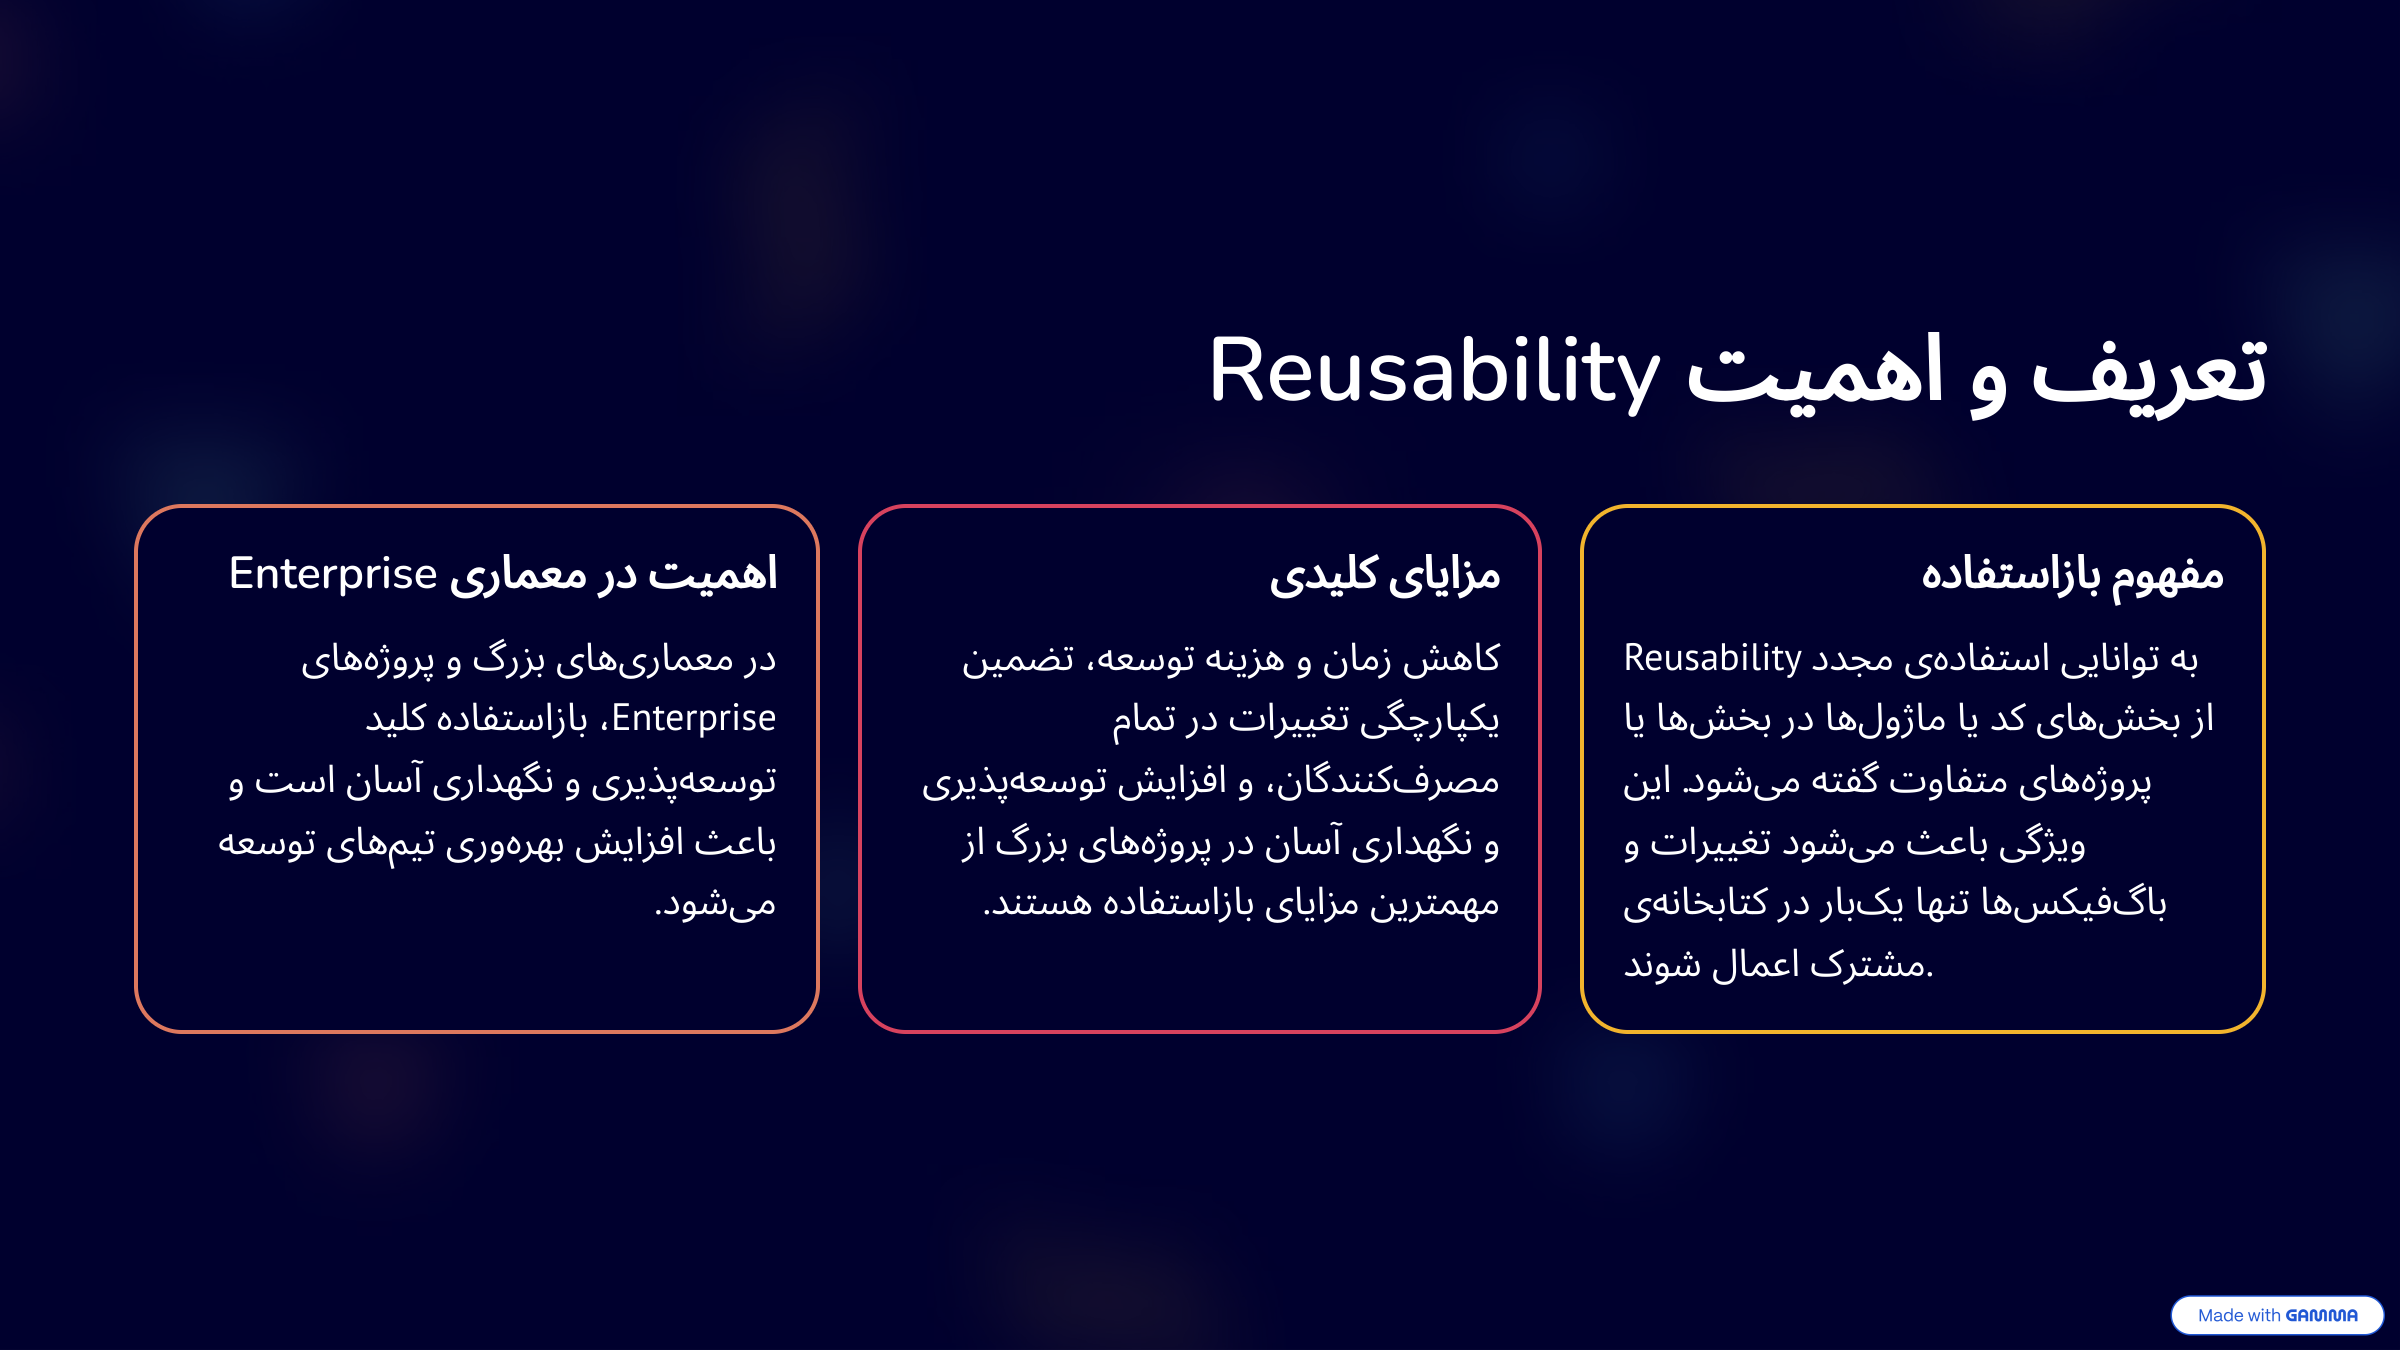 تعریف و اهمیت Reusability
مفهوم بازاستفاده
Reusability به توانایی استفاده‌ی مجدد
از بخش‌های کد یا ماژول‌ها در بخش‌ها یا
پروژه‌های متفاوت گفته می‌شود. این
ویژگی باعث می‌شود تغییرات و
باگ‌فیکس‌ها تنها یک‌بار در کتابخانه‌ی
مشترک اعمال شوند.
مزایای کلیدی
کاهش زمان و هزینه توسعه، تضمین
یکپارچگی تغییرات در تمام
مصرف‌کنندگان، و افزایش توسعه‌پذیری
و نگهداری آسان در پروژه‌های بزرگ از
مهمترین مزایای بازاستفاده هستند.
اهمیت در معماری Enterprise
در معماری‌های بزرگ و پروژه‌های
Enterprise، بازاستفاده کلید
توسعه‌پذیری و نگهداری آسان است و
باعث افزایش بهره‌وری تیم‌های توسعه
می‌شود.
Made with GAMMA